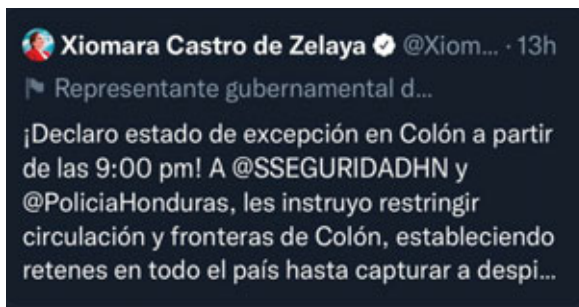 Xiomara Castro de Zelaya @Xiom... · 13h
Representante gubernamental d...
¡Declaro estado de excepción en Colón a partir
de las 9:00 pm! A @SSEGURIDADHN y
@PoliciaHonduras, les instruyo restringir
circulación y fronteras de Colón, estableciendo
retenes en todo el país hasta capturar a despi...